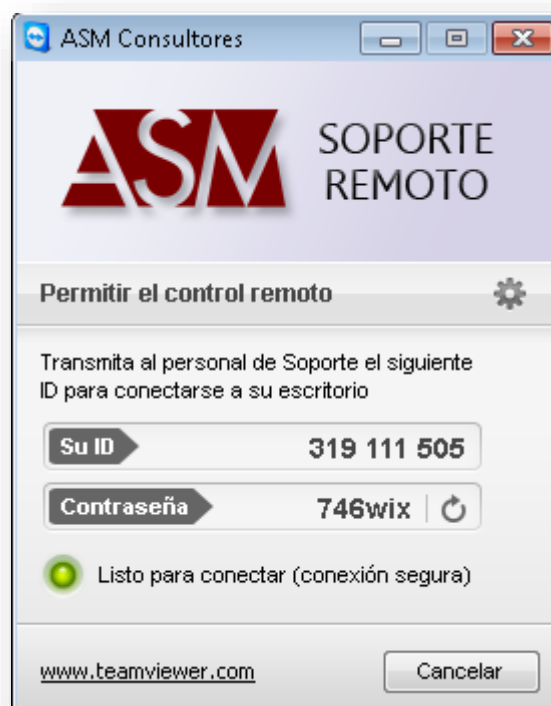 ASM Consultores
ASM
SOPORTE
REMOTO
Permitir el control remoto
Transmita al personal de Soporte el siguiente
ID para conectarse a su escritorio
Su ID 319 111 505
Contraseña 746wix
Listo para conectar (conexión segura)
www.teamviewer.com Cancelar